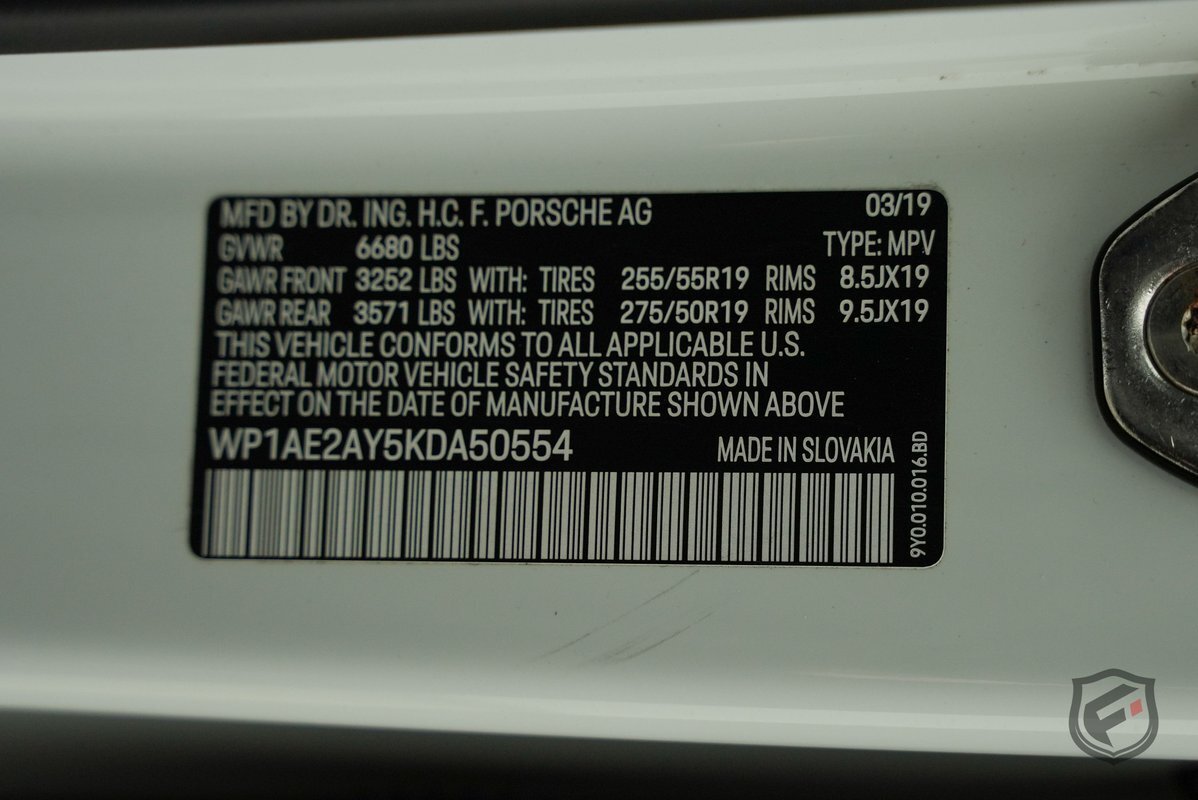 MFD BY DR. ING. H.C. F. PORSCHE AG 03/19
GVWR 6680 LBS TYPE: MPV
GAWR FRONT 3252 LBS WITH: TIRES 255/55R19 RIMS 8.5JX19
GAWR REAR 3571 LBS WITH: TIRES 275/50R19 RIMS 9.5JX19
THIS VEHICLE CONFORMS TO ALL APPLICABLE U.S.
FEDERAL MOTOR VEHICLE SAFETY STANDARDS IN
EFFECT ON THE DATE OF MANUFACTURE SHOWN ABOVE
WP1AE2AY5KDA50554 MADE IN SLOVAKIA
9Y0.010.016.BD